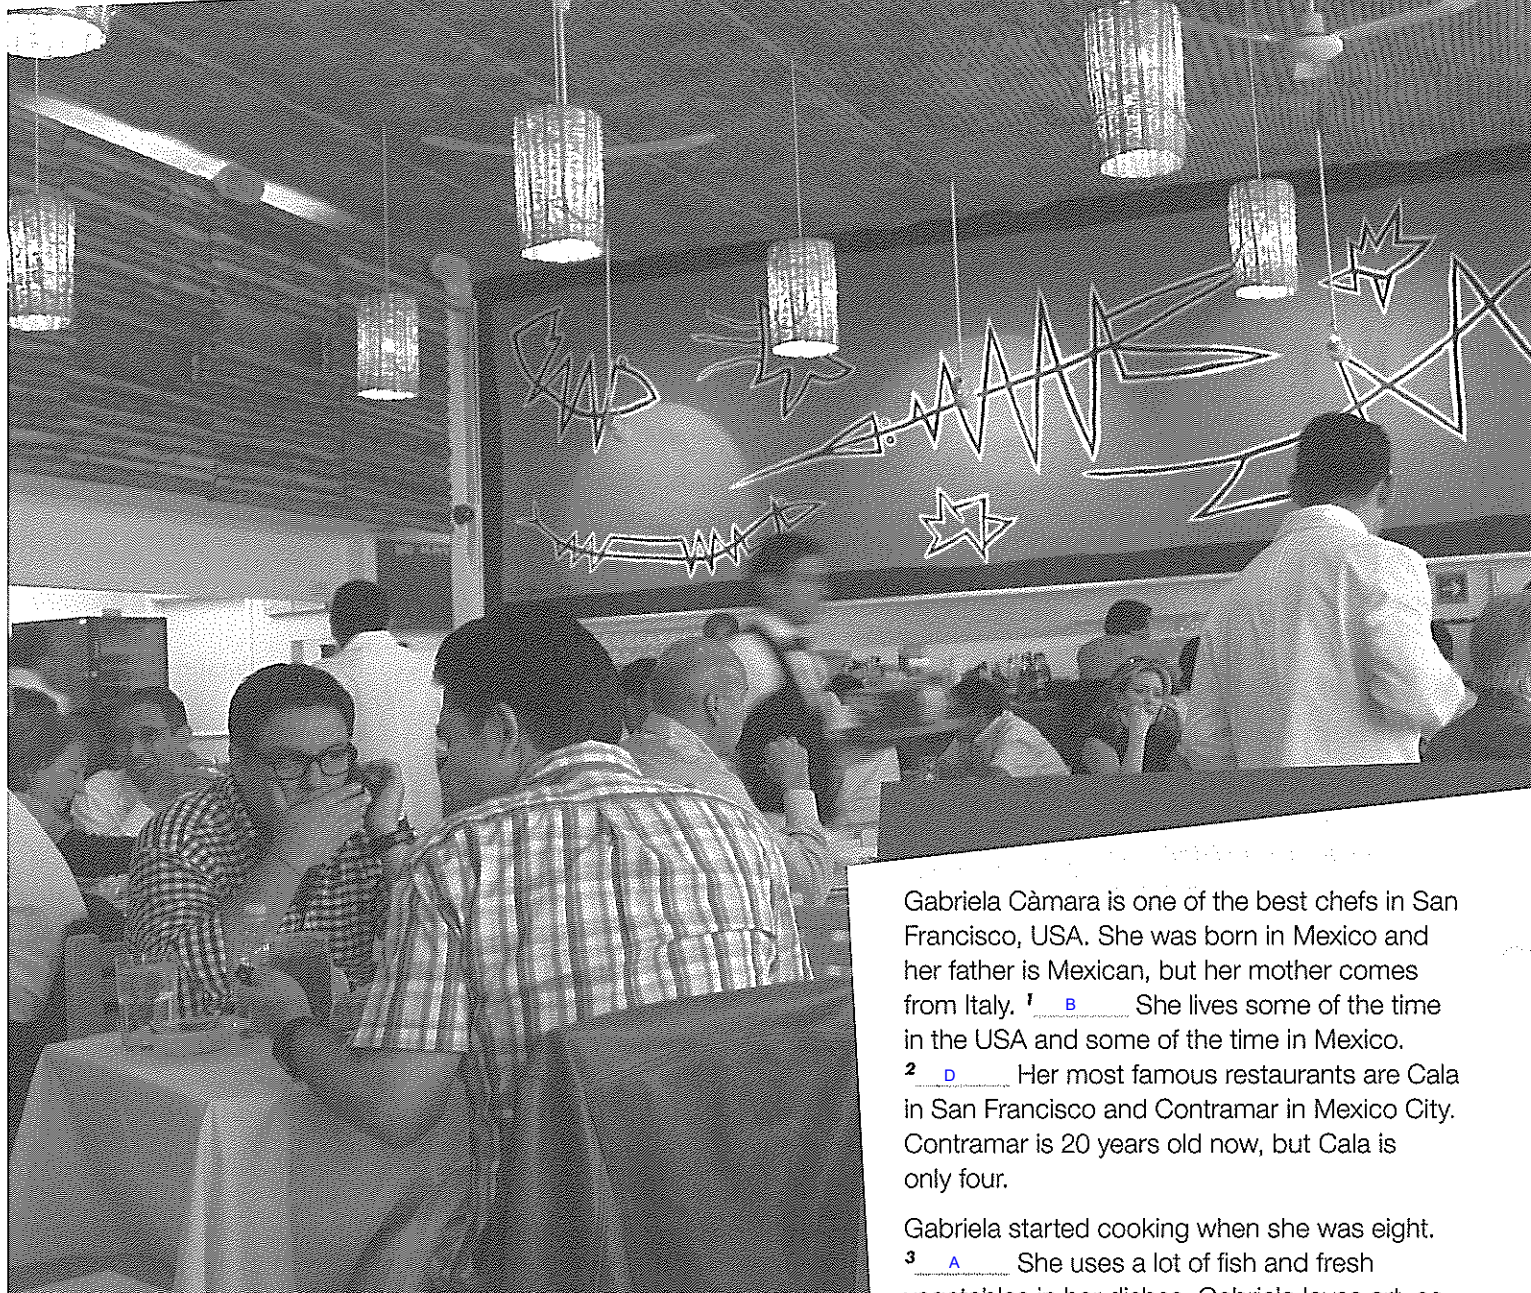 Gabriela Càmara is one of the best chefs in San
Francisco, USA. She was born in Mexico and
her father is Mexican, but her mother comes
from Italy. 1 B She lives some of the time
in the USA and some of the time in Mexico.
2 D Her most famous restaurants are Cala
in San Francisco and Contramar in Mexico City.
Contramar is 20 years old now, but Cala is
only four.
Gabriela started cooking when she was eight.
3 A She uses a lot of fish and fresh